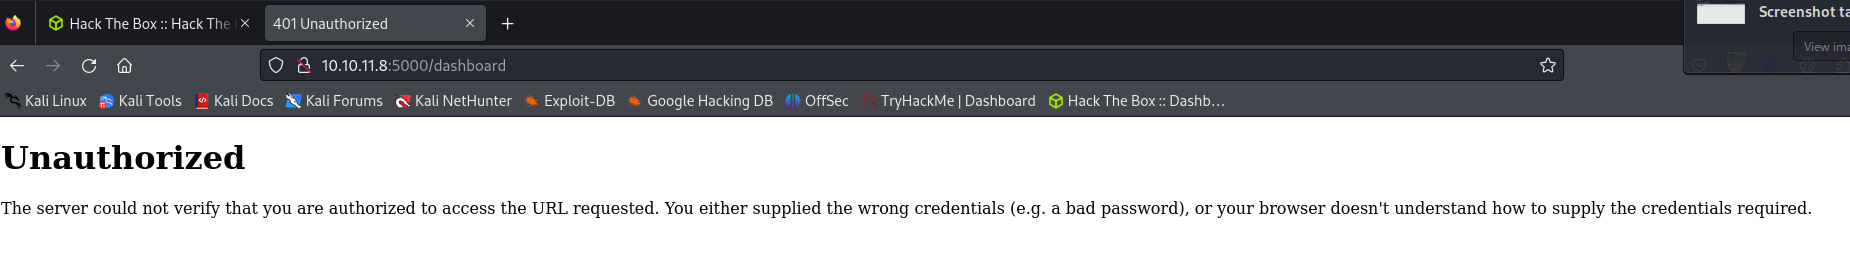 Hack The Box :: Hack The
401 Unauthorized
Screenshot ta
View ima
10.10.11.8:5000/dashboard
Kali Linux
Kali Tools
Kali Docs
Kali Forums
Kali NetHunter
Exploit-DB
Google Hacking DB
OffSec
TryHackMe | Dashboard
Hack The Box :: Dashb...
Unauthorized
The server could not verify that you are authorized to access the URL requested. You either supplied the wrong credentials (e.g. a bad password), or your browser doesn't understand how to supply the credentials required.